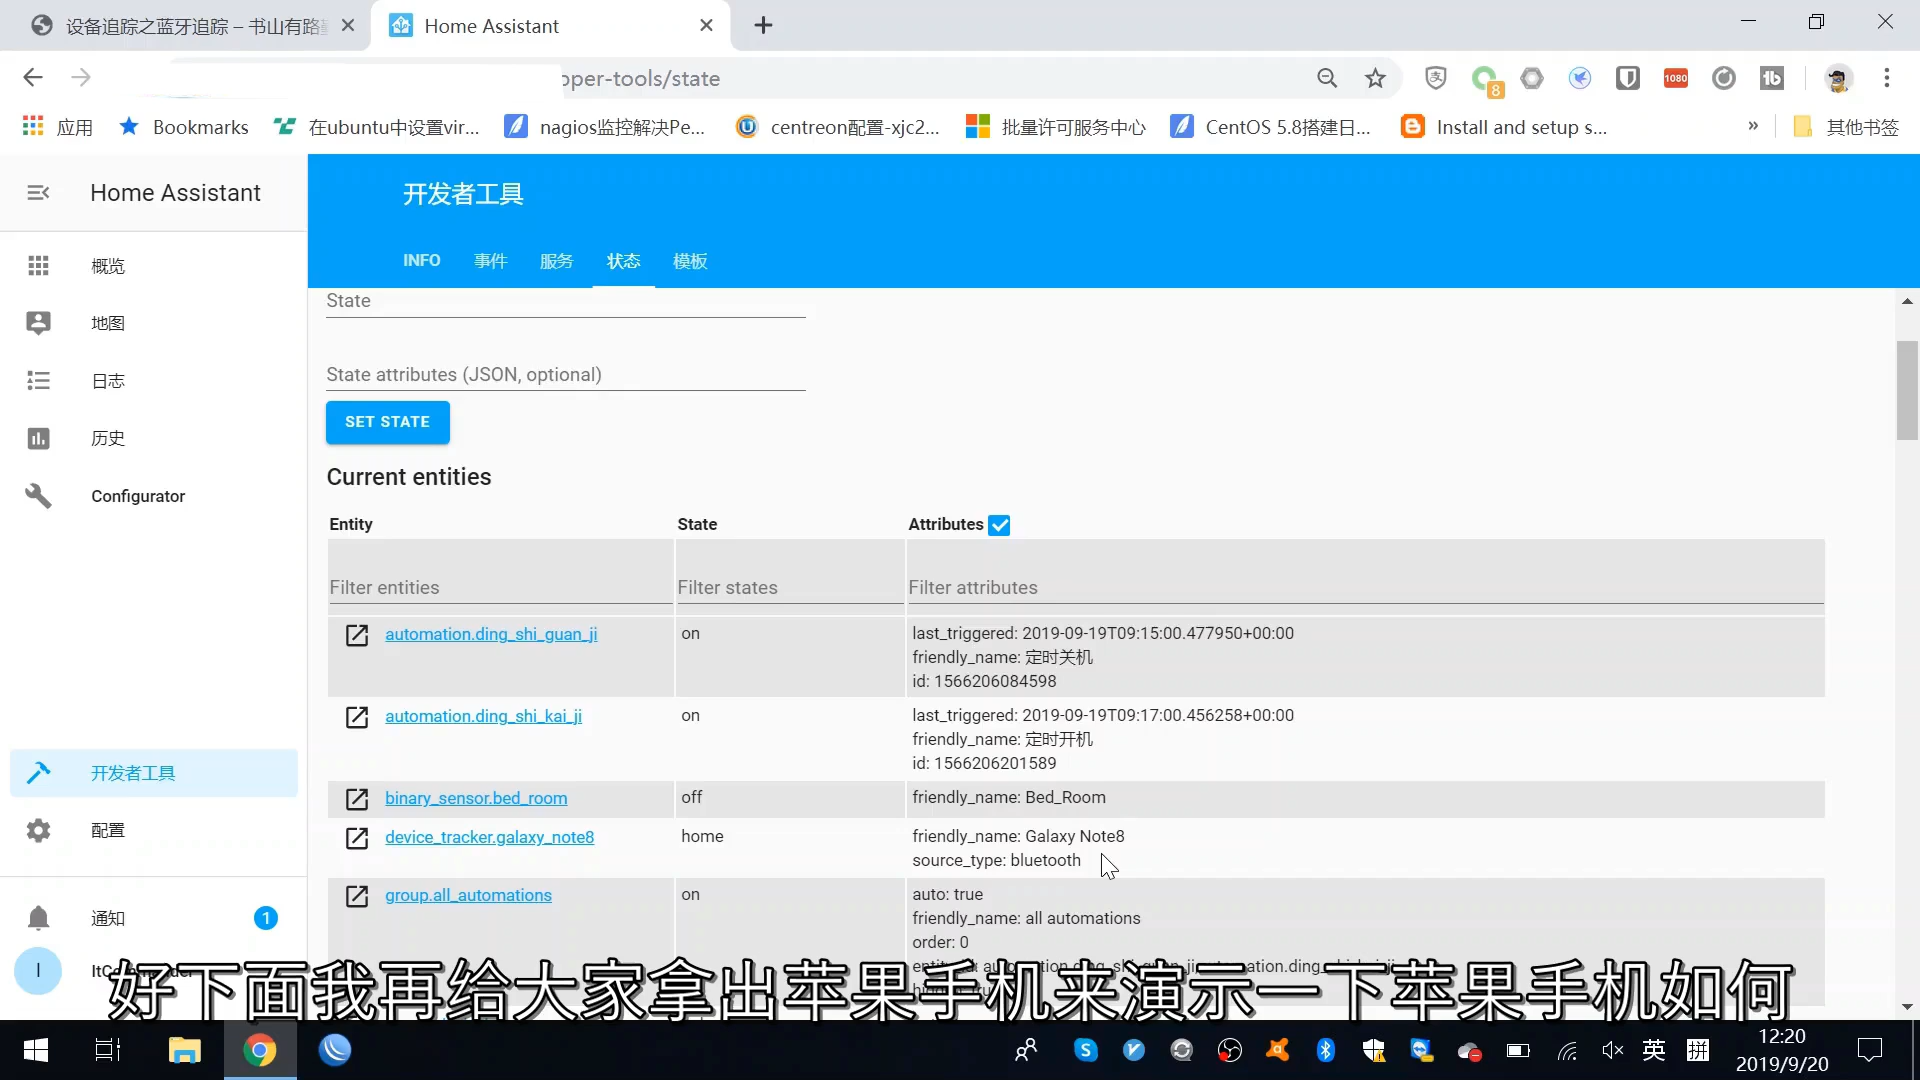 设备追踪之蓝牙追踪 – 书山有路
Home Assistant
oper-tools/state
8
1080
应用
Bookmarks
在ubuntu中设置vir...
nagios监控解决Pe...
centreon配置-xjc2...
批量许可服务中心
CentOS 5.8搭建日...
Install and setup s...
»
其他书签
Home Assistant
开发者工具
INFO
事件
服务
状态
模板
概览
地图
日志
历史
Configurator
开发者工具
配置
通知
1
I
State
State attributes (JSON, optional)
SET STATE
Current entities
Entity
State
Attributes
Filter entities
Filter states
Filter attributes
automation.ding_shi_guan_ji
on
last_triggered: 2019-09-19T09:15:00.477950+00:00
friendly_name: 定时关机
id: 1566206084598
automation.ding_shi_kai_ji
on
last_triggered: 2019-09-19T09:17:00.456258+00:00
friendly_name: 定时开机
id: 1566206201589
binary_sensor.bed_room
off
friendly_name: Bed_Room
device_tracker.galaxy_note8
home
friendly_name: Galaxy Note8
source_type: bluetooth
group.all_automations
on
auto: true
friendly_name: all automations
order: 0
好下面我再给大家拿出苹果手机来演示一下苹果手机如何
英
拼
12:20
2019/9/20